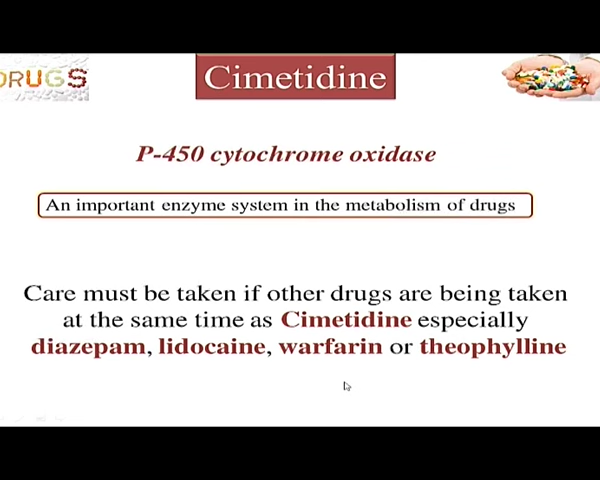 DRUGS
Cimetidine
P-450 cytochrome oxidase
An important enzyme system in the metabolism of drugs
Care must be taken if other drugs are being taken
at the same time as Cimetidine especially
diazepam, lidocaine, warfarin or theophylline